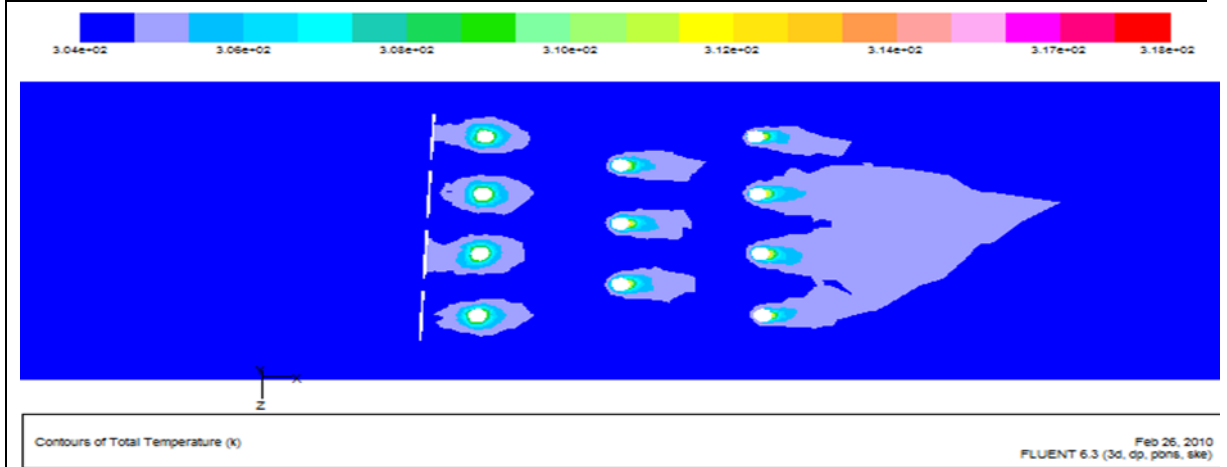 3.04e+02 3.06e+02 3.08e+02 3.10e+02 3.12e+02 3.14e+02 3.17e+02 3.18e+02
X
Z
Contours of Total Temperature (k)
Feb 26, 2010
FLUENT 6.3 (3d, dp, pbns, ske)